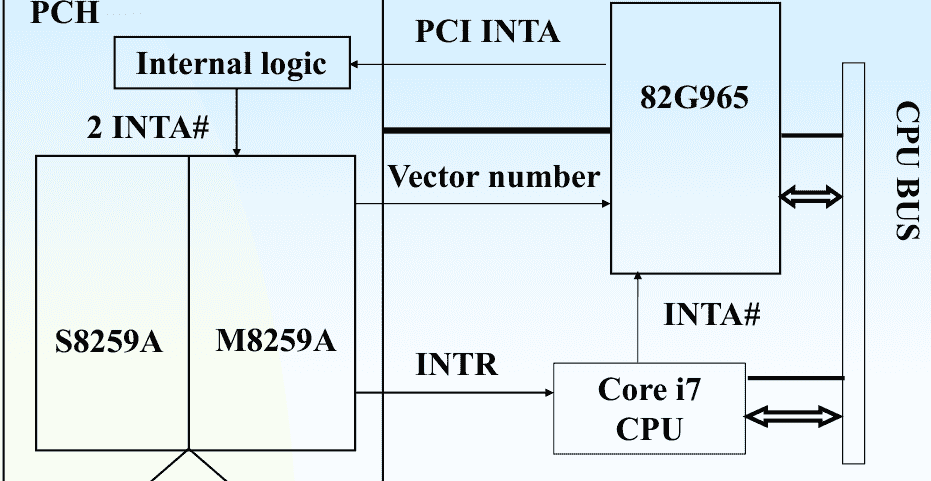 PCH
PCI INTA
Internal logic
82G965
2 INTA#
CPU BUS
Vector number
INTA#
S8259A
M8259A
INTR
Core i7
CPU